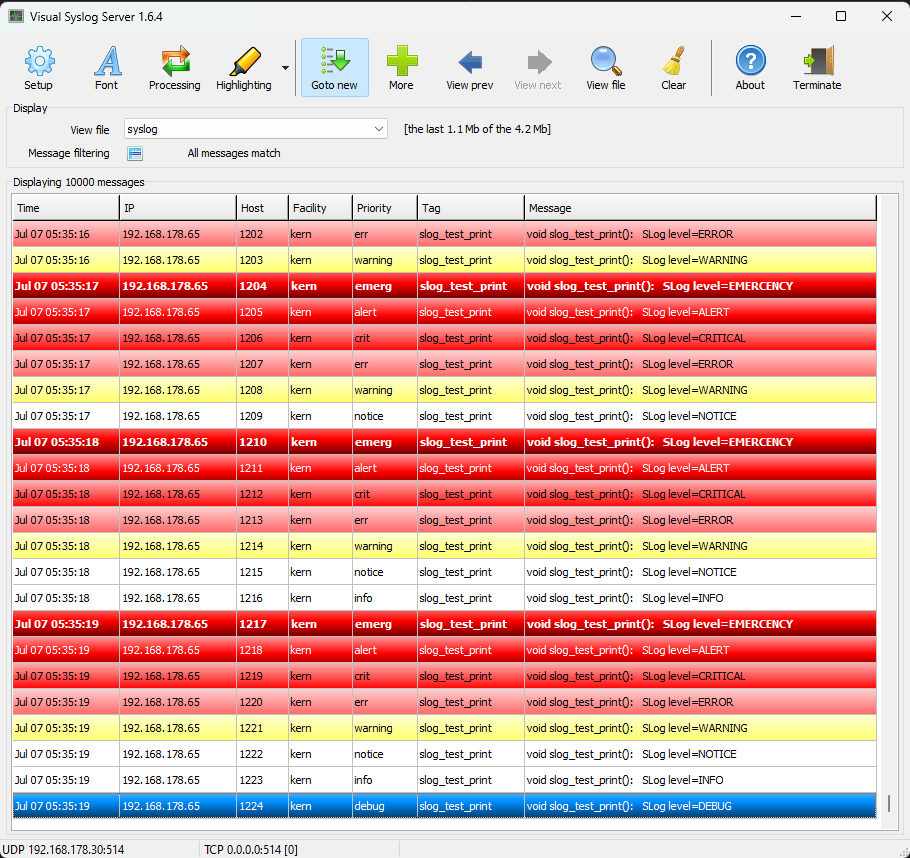 Visual Syslog Server 1.6.4
Setup Font Processing Highlighting Goto new More View prev View next View file Clear About Terminate
Display
View file syslog [the last 1.1 Mb of the 4.2 Mb]
Message filtering All messages match
Displaying 10000 messages
Time IP Host Facility Priority Tag Message
Jul 07 05:35:16 192.168.178.65 1202 kern err slog_test_print void slog_test_print(): SLog level=ERROR
Jul 07 05:35:16 192.168.178.65 1203 kern warning slog_test_print void slog_test_print(): SLog level=WARNING
Jul 07 05:35:17 192.168.178.65 1204 kern emerg slog_test_print void slog_test_print(): SLog level=EMERCENCY
Jul 07 05:35:17 192.168.178.65 1205 kern alert slog_test_print void slog_test_print(): SLog level=ALERT
Jul 07 05:35:17 192.168.178.65 1206 kern crit slog_test_print void slog_test_print(): SLog level=CRITICAL
Jul 07 05:35:17 192.168.178.65 1207 kern err slog_test_print void slog_test_print(): SLog level=ERROR
Jul 07 05:35:17 192.168.178.65 1208 kern warning slog_test_print void slog_test_print(): SLog level=WARNING
Jul 07 05:35:17 192.168.178.65 1209 kern notice slog_test_print void slog_test_print(): SLog level=NOTICE
Jul 07 05:35:18 192.168.178.65 1210 kern emerg slog_test_print void slog_test_print(): SLog level=EMERCENCY
Jul 07 05:35:18 192.168.178.65 1211 kern alert slog_test_print void slog_test_print(): SLog level=ALERT
Jul 07 05:35:18 192.168.178.65 1212 kern crit slog_test_print void slog_test_print(): SLog level=CRITICAL
Jul 07 05:35:18 192.168.178.65 1213 kern err slog_test_print void slog_test_print(): SLog level=ERROR
Jul 07 05:35:18 192.168.178.65 1214 kern warning slog_test_print void slog_test_print(): SLog level=WARNING
Jul 07 05:35:18 192.168.178.65 1215 kern notice slog_test_print void slog_test_print(): SLog level=NOTICE
Jul 07 05:35:18 192.168.178.65 1216 kern info slog_test_print void slog_test_print(): SLog level=INFO
Jul 07 05:35:19 192.168.178.65 1217 kern emerg slog_test_print void slog_test_print(): SLog level=EMERCENCY
Jul 07 05:35:19 192.168.178.65 1218 kern alert slog_test_print void slog_test_print(): SLog level=ALERT
Jul 07 05:35:19 192.168.178.65 1219 kern crit slog_test_print void slog_test_print(): SLog level=CRITICAL
Jul 07 05:35:19 192.168.178.65 1220 kern err slog_test_print void slog_test_print(): SLog level=ERROR
Jul 07 05:35:19 192.168.178.65 1221 kern warning slog_test_print void slog_test_print(): SLog level=WARNING
Jul 07 05:35:19 192.168.178.65 1222 kern notice slog_test_print void slog_test_print(): SLog level=NOTICE
Jul 07 05:35:19 192.168.178.65 1223 kern info slog_test_print void slog_test_print(): SLog level=INFO
Jul 07 05:35:19 192.168.178.65 1224 kern debug slog_test_print void slog_test_print(): SLog level=DEBUG
UDP 192.168.178.30:514 TCP 0.0.0.0:514 [0]